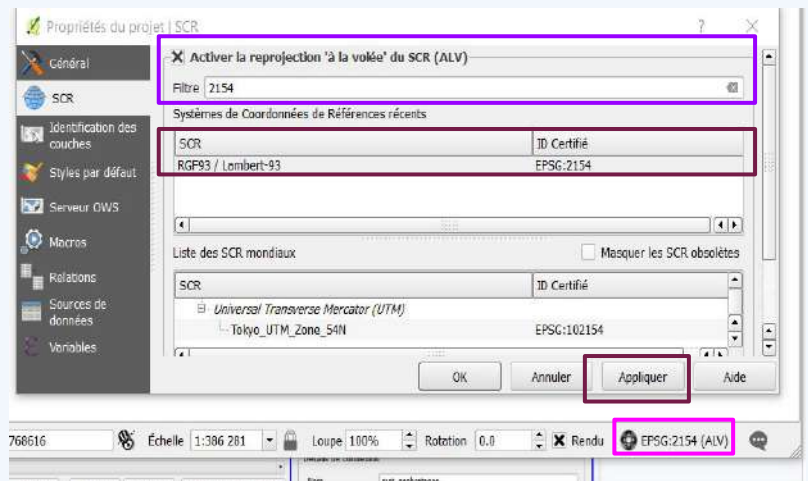 Propriétés du projet | SCR
Général
SCR
Identification des
couches
Styles par défaut
Serveur OWS
Macros
Relations
Sources de
données
Variables
Activer la reprojection 'à la volée' du SCR (ALV)
Filtre 2154
Systèmes de Coordonnées de Références récents
SCR ID Certifié
RGF93 / Lambert-93 EPSG:2154
Liste des SCR mondiaux Masquer les SCR obsolètes
SCR ID Certifié
Universal Transverse Mercator (UTM)
Tokyo_UTM_Zone_54N EPSG:102154
OK Annuler Appliquer Aide
768616 Échelle 1:386 281 Loupe 100% Rotation 0.0 Rendu EPSG:2154 (ALV)